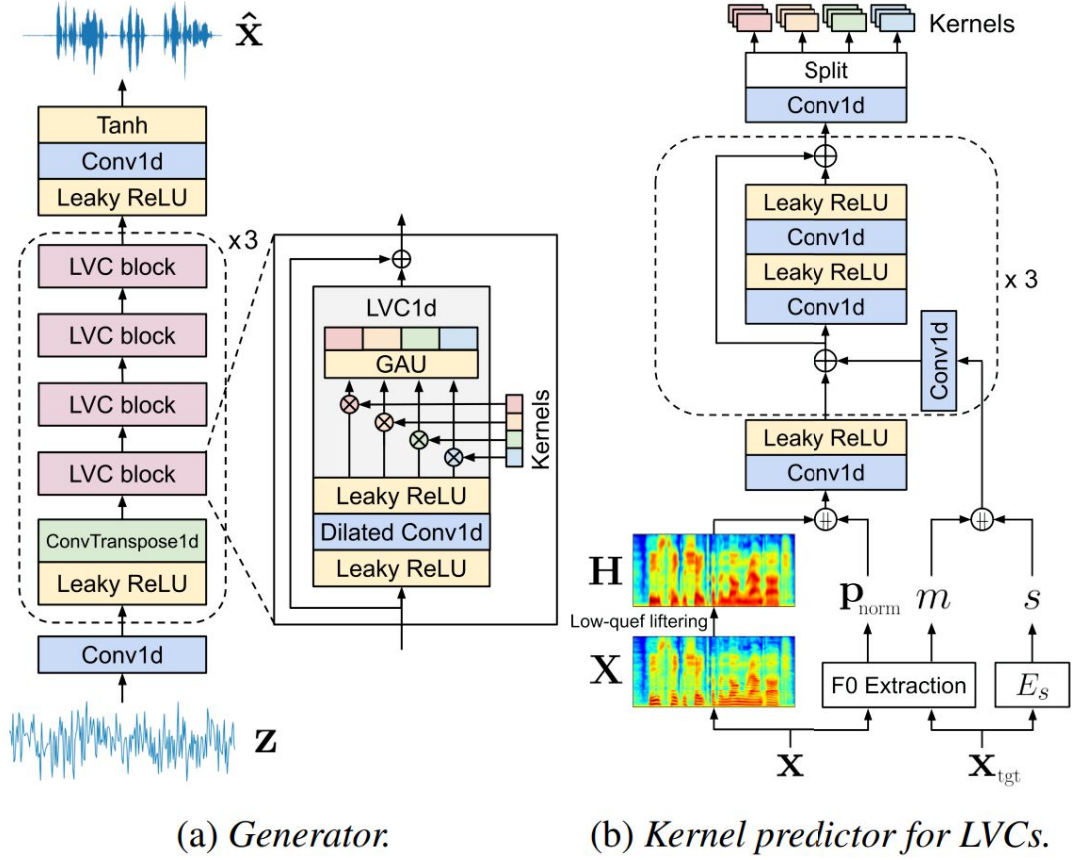 x̂
Tanh
Conv1d
Leaky ReLU
x 3
LVC block
LVC block
LVC block
LVC block
ConvTranspose1d
Leaky ReLU
Conv1d
z
LVC1d
GAU
Kernels
Leaky ReLU
Dilated Conv1d
Leaky ReLU
(a) Generator.
Kernels
Split
Conv1d
Leaky ReLU
Conv1d
Leaky ReLU
Conv1d
x 3
Conv1d
Leaky ReLU
Conv1d
H
p_norm
m
s
Low-quef liftering
X
F0 Extraction
E_s
x
x_tgt
(b) Kernel predictor for LVCs.